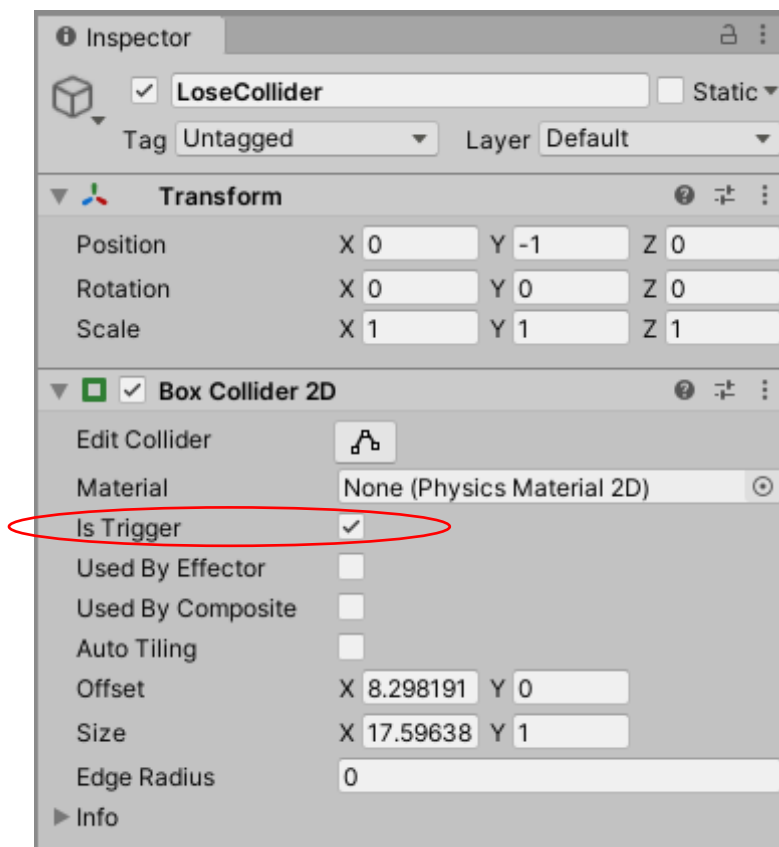 Inspector
LoseCollider Static
Tag Untagged Layer Default
Transform
Position X 0 Y -1 Z 0
Rotation X 0 Y 0 Z 0
Scale X 1 Y 1 Z 1
Box Collider 2D
Edit Collider
Material None (Physics Material 2D)
Is Trigger
Used By Effector
Used By Composite
Auto Tiling
Offset X 8.298191 Y 0
Size X 17.59638 Y 1
Edge Radius 0
Info